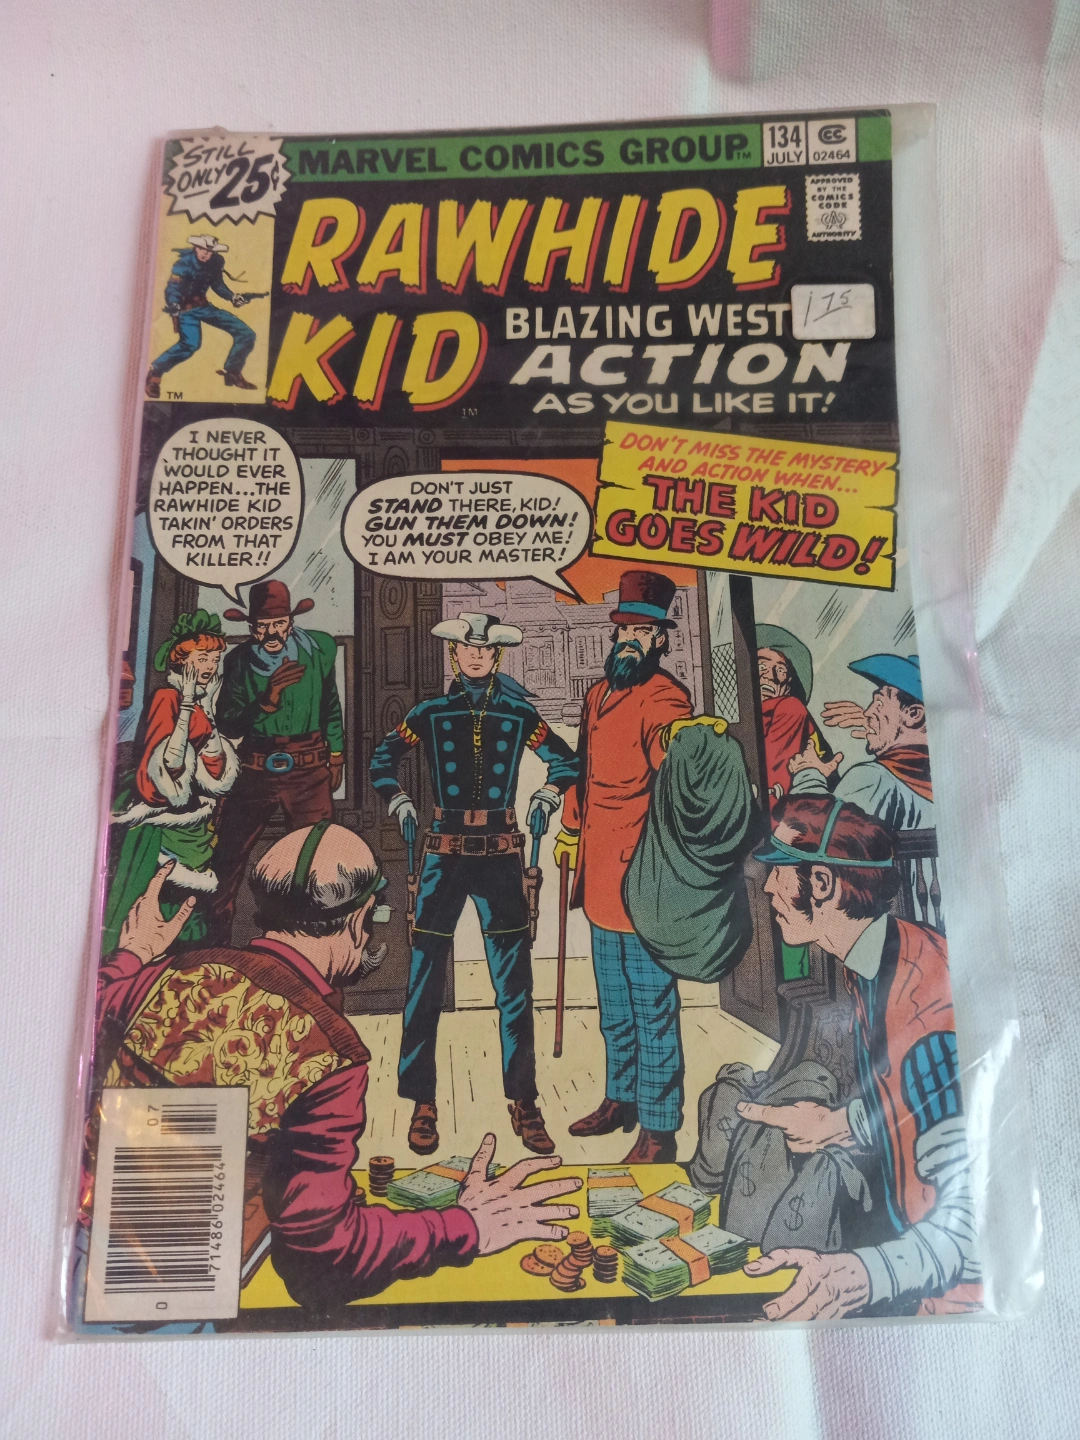 STILL
ONLY 25¢
MARVEL COMICS GROUP™
134
JULY
CC
02464
APPROVED
BY THE
COMICS
CODE
AUTHORITY
RAWHIDE
KID
TM
TM
BLAZING WEST
ACTION
AS YOU LIKE IT!
1 75
I NEVER
THOUGHT IT
WOULD EVER
HAPPEN...THE
RAWHIDE KID
TAKIN' ORDERS
FROM THAT
KILLER!!
DON'T JUST
STAND THERE, KID!
GUN THEM DOWN!
YOU MUST OBEY ME!
I AM YOUR MASTER!
DON'T MISS THE MYSTERY
AND ACTION WHEN...
THE KID
GOES WILD!
$
$
$
07
71486 02464
0